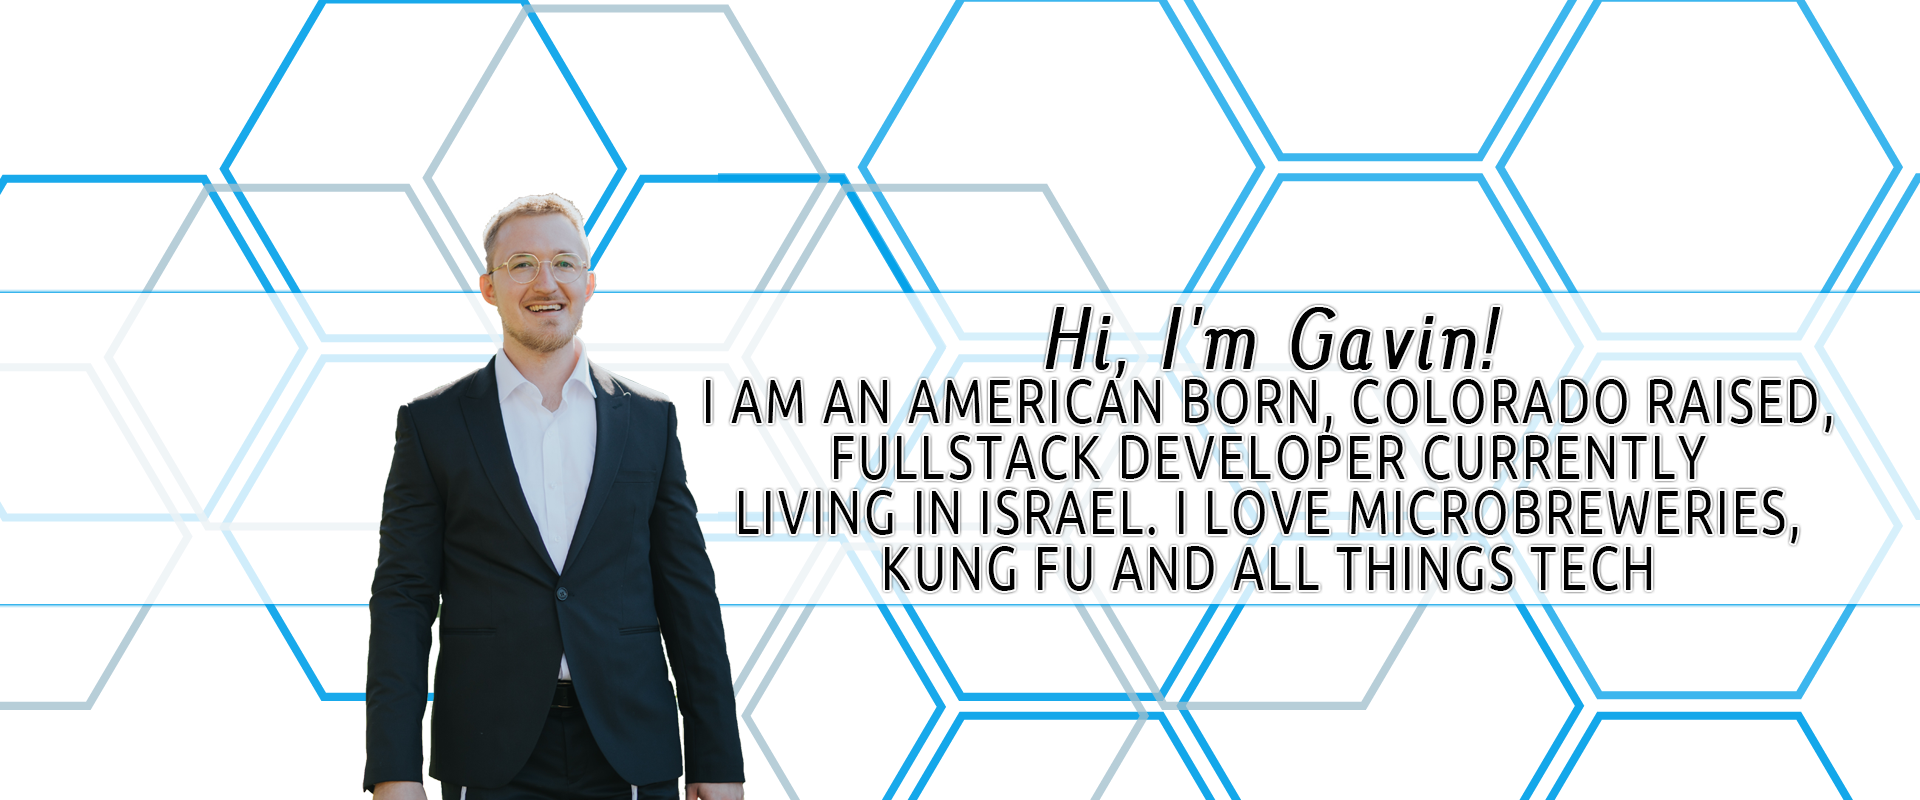 Hi, I'm Gavin!
I AM AN AMERICAN BORN, COLORADO RAISED,
FULLSTACK DEVELOPER CURRENTLY
LIVING IN ISRAEL. I LOVE MICROBREWERIES,
KUNG FU AND ALL THINGS TECH